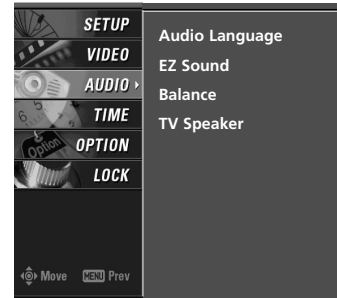 SETUP
VIDEO
AUDIO
TIME
OPTION
LOCK
Move MENU Prev
Audio Language
EZ Sound
Balance
TV Speaker